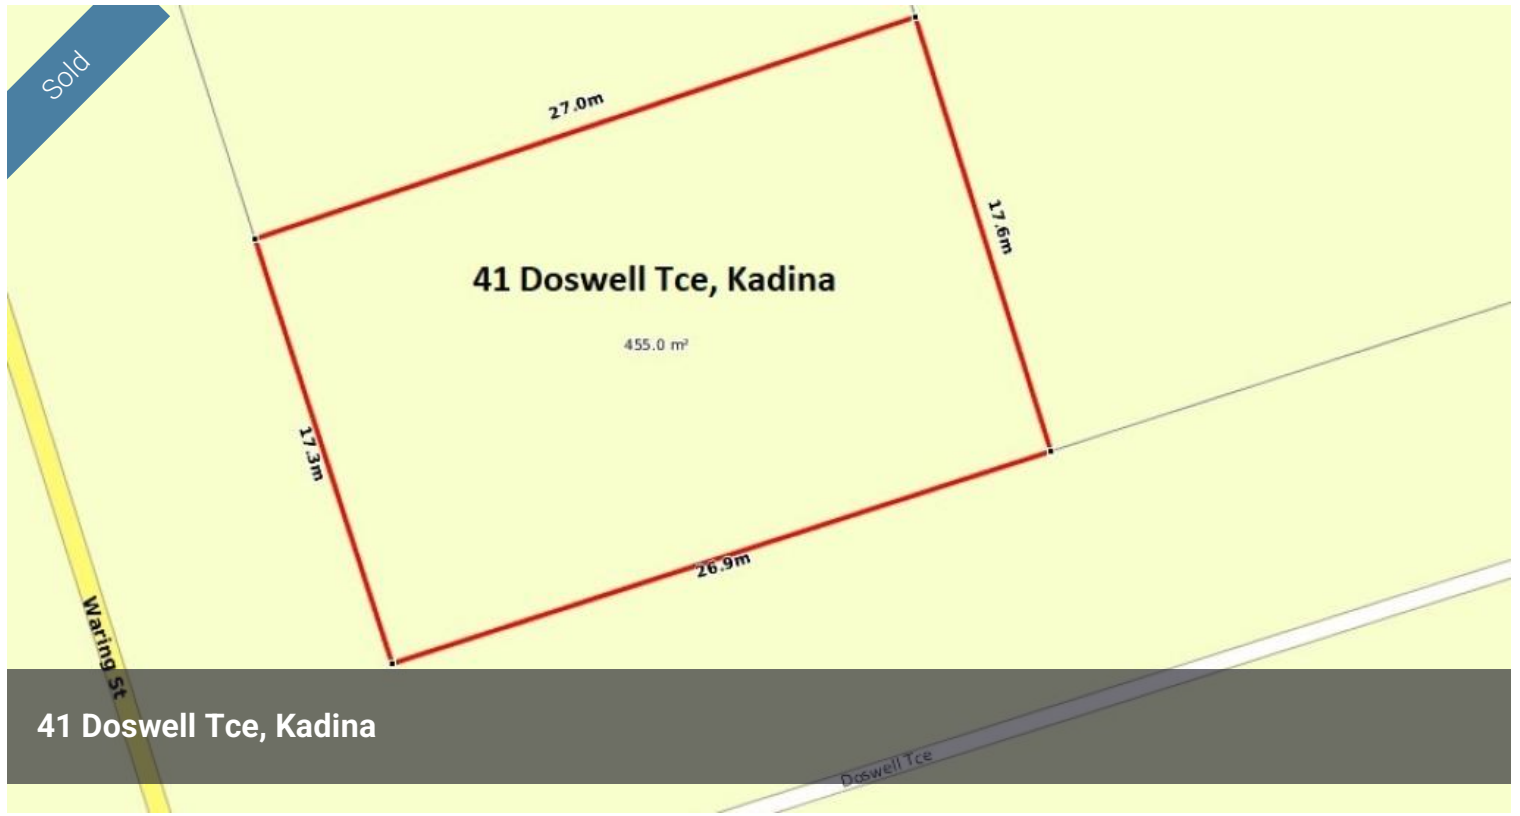 Sold
27.0m
17.6m
41 Doswell Tce, Kadina
455.0 m²
17.3m
26.9m
Waring St
41 Doswell Tce, Kadina
Doswell Tce